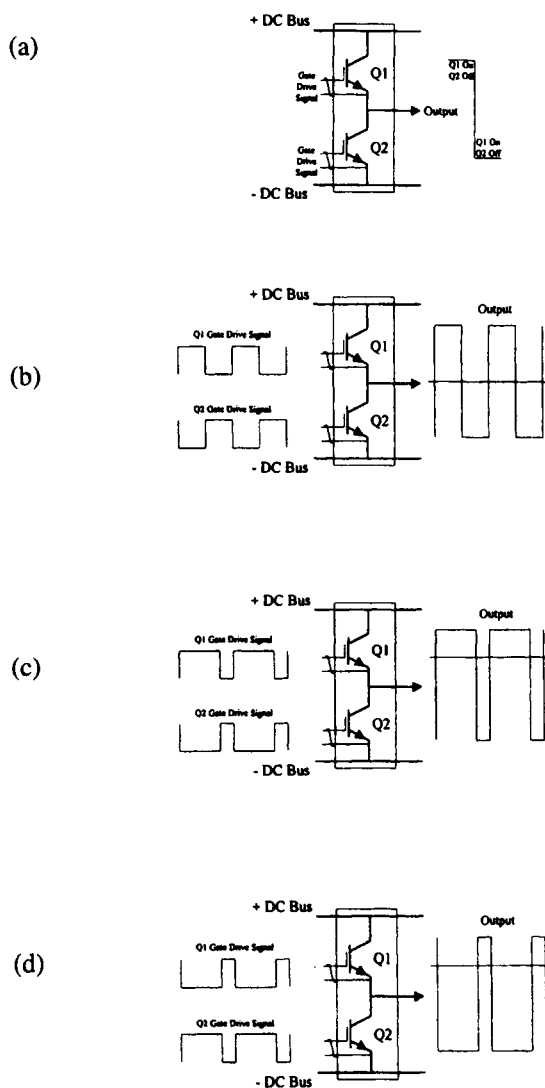 (a)
+ DC Bus
Q1
Gate
Drive
Signal
Output
Q1 On
Q2 Off
Q1 On
Q2 Off
Gate
Drive
Signal
Q2
- DC Bus
(b)
+ DC Bus
Output
Q1 Gate Drive Signal
Q1
Q2 Gate Drive Signal
Q2
- DC Bus
(c)
+ DC Bus
Output
Q1 Gate Drive Signal
Q1
Q2 Gate Drive Signal
Q2
- DC Bus
(d)
+ DC Bus
Output
Q1 Gate Drive Signal
Q1
Q2 Gate Drive Signal
Q2
- DC Bus